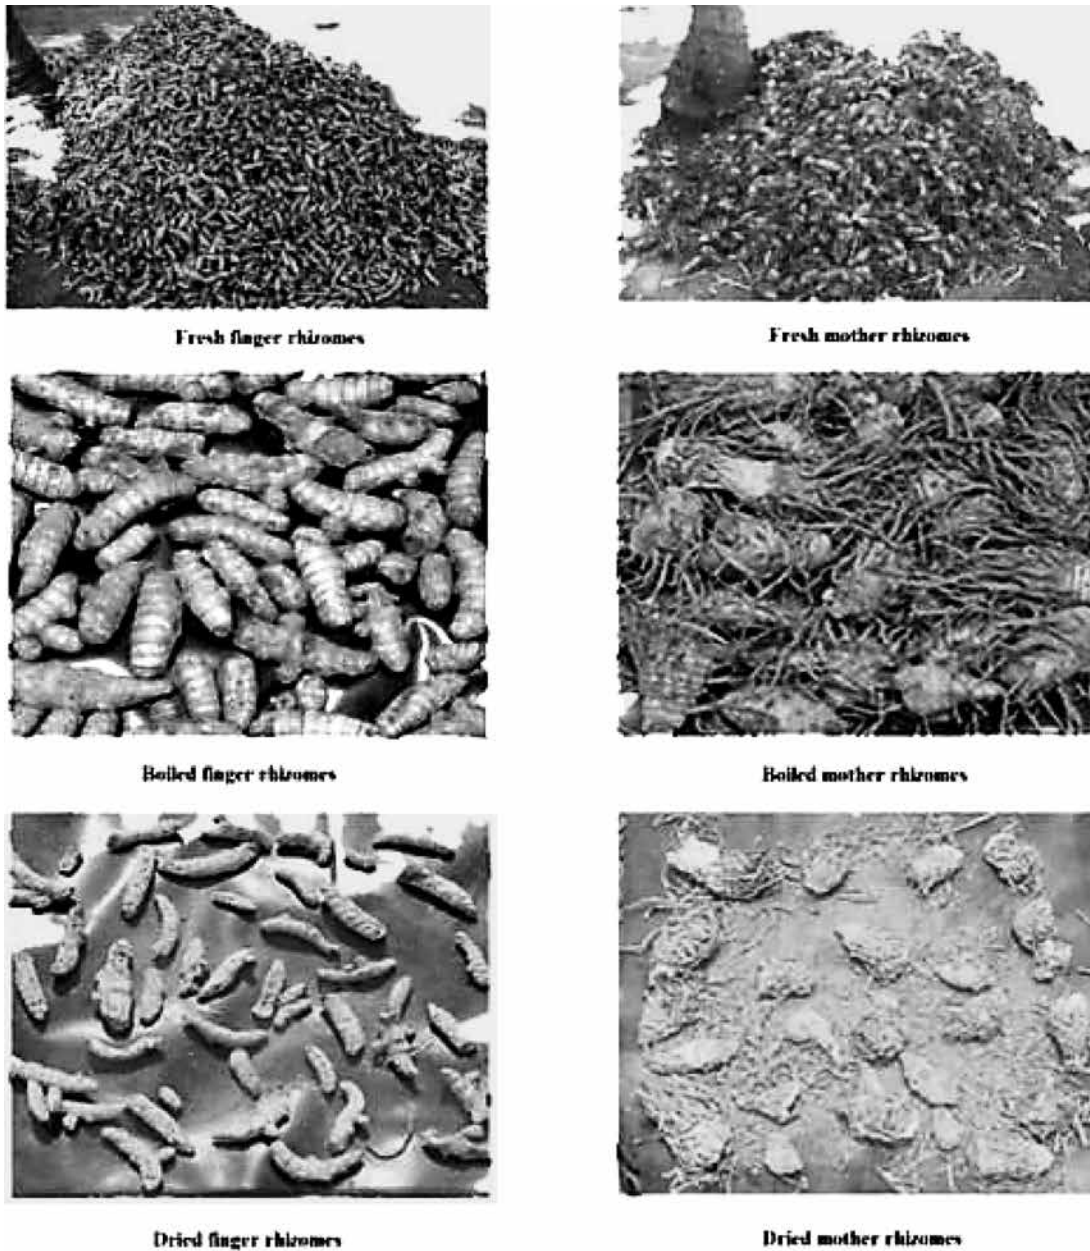 Fresh finger rhizomes
Fresh mother rhizomes
Boiled finger rhizomes
Boiled mother rhizomes
Dried finger rhizomes
Dried mother rhizomes